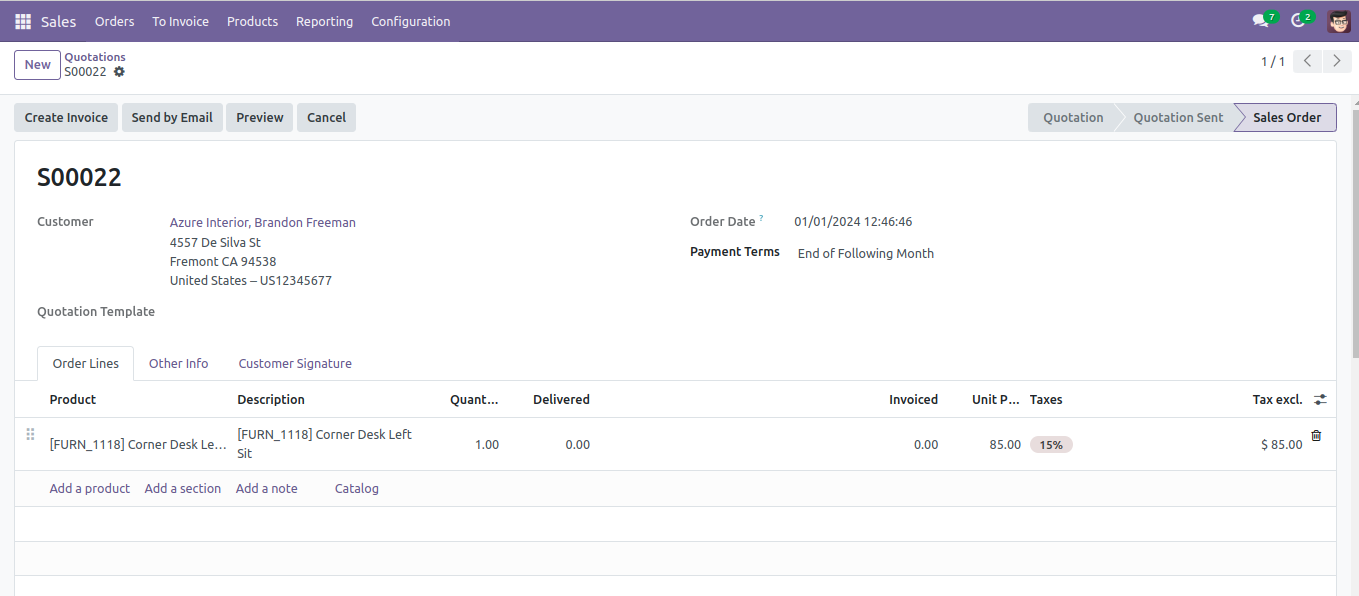 Sales Orders To Invoice Products Reporting Configuration 7 2
New Quotations
S00022 1 / 1
Create Invoice Send by Email Preview Cancel Quotation Quotation Sent Sales Order
S00022
Customer Azure Interior, Brandon Freeman Order Date ? 01/01/2024 12:46:46
4557 De Silva St
Payment Terms End of Following Month
Fremont CA 94538
United States – US12345677
Quotation Template
Order Lines Other Info Customer Signature
Product Description Quant... Delivered Invoiced Unit P... Taxes Tax excl.
[FURN_1118] Corner Desk Le... [FURN_1118] Corner Desk Left Sit 1.00 0.00 0.00 85.00 15% $ 85.00
Add a product Add a section Add a note Catalog